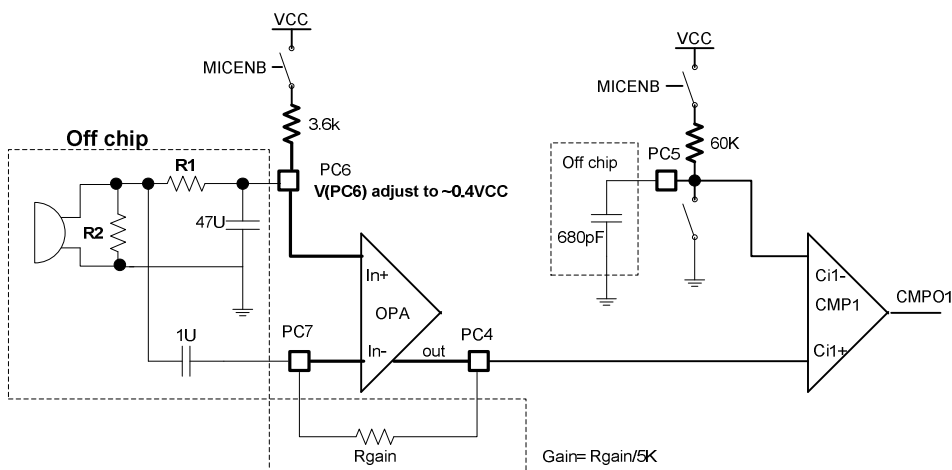 VCC
MICENB
3.6k
Off chip
R1
R2
47U
PC6
V(PC6) adjust to ~0.4VCC
In+
OPA
In-
out
1U
PC7
PC4
Rgain
Gain= Rgain/5K
VCC
MICENB
60K
PC5
Off chip
680pF
Ci1-
CMP1
Ci1+
CMPO1